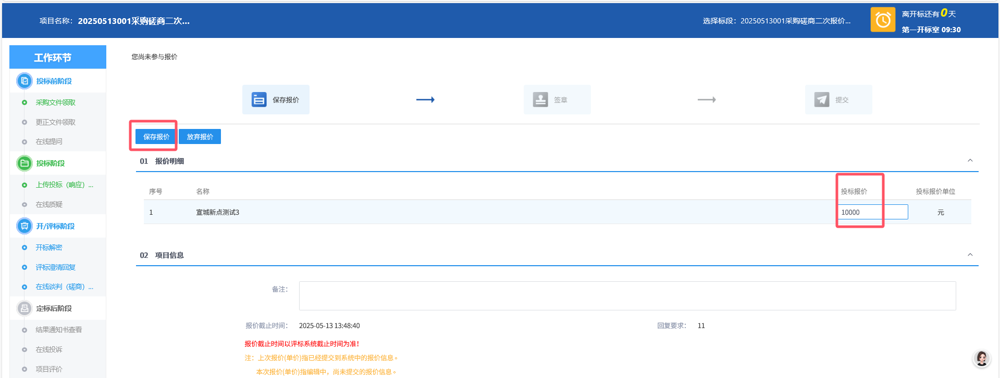 项目名称： 20250513001采购磋商二次...
选择标段： 20250513001采购磋商二次报价...
离开标还有0天
第一开标室 09:30
工作环节
投标前阶段
采购文件领取
更正文件领取
在线提问
投标阶段
上传投标（响应）...
在线质疑
开/评标阶段
开标解密
评标澄清回复
在线谈判（磋商）...
定标后阶段
结果通知书查看
在线投诉
项目评价
您尚未参与报价
保存报价
签章
提交
保存报价 放弃报价
01 报价明细
序号 名称 投标报价 投标报价单位
1 宣城新点测试3 10000 元
02 项目信息
备注：
报价截止时间： 2025-05-13 13:48:40 回复要求： 11
报价截止时间以评标系统截止时间为准！
注：上次报价(单价)指已经提交到系统中的报价信息。
本次报价(单价)指编辑中，尚未提交的报价信息。